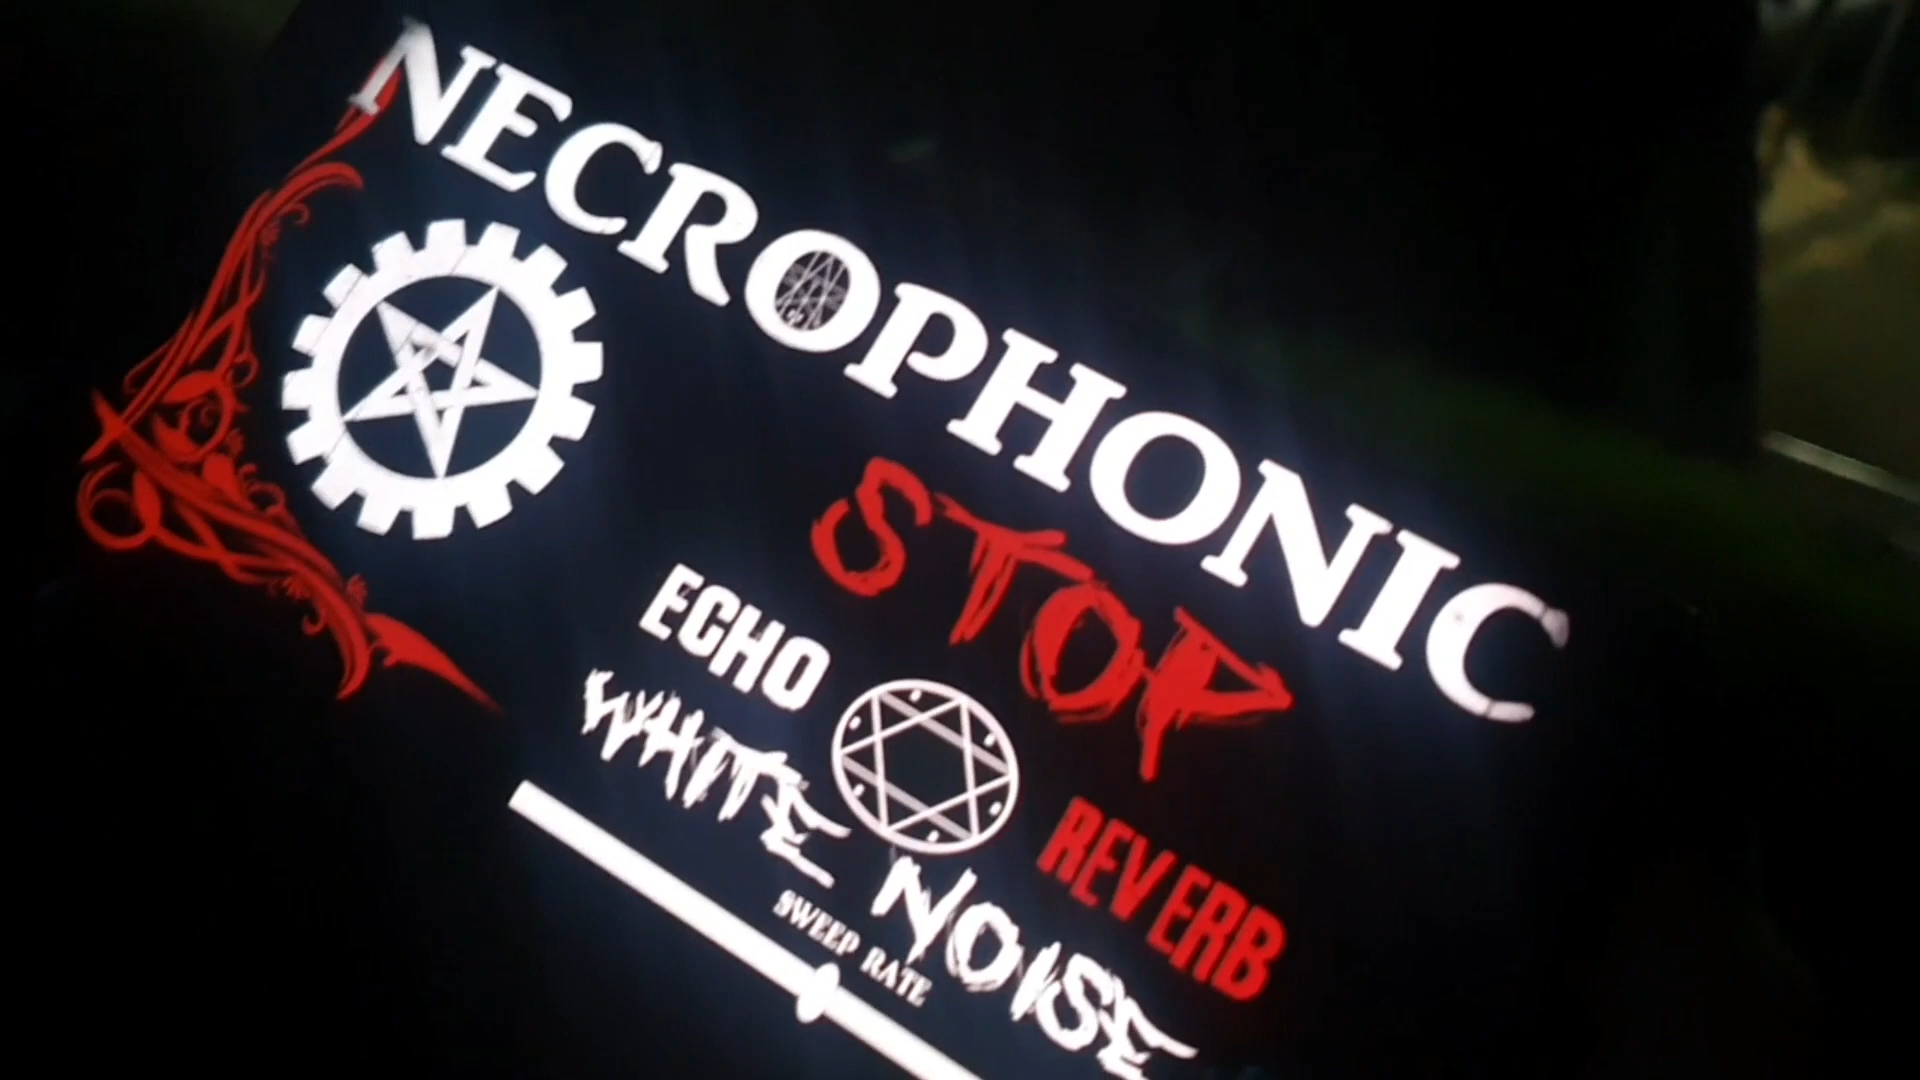 NECROPHONIC
STOP
ECHO
REVERB
WHITE NOISE
SWEEP RATE